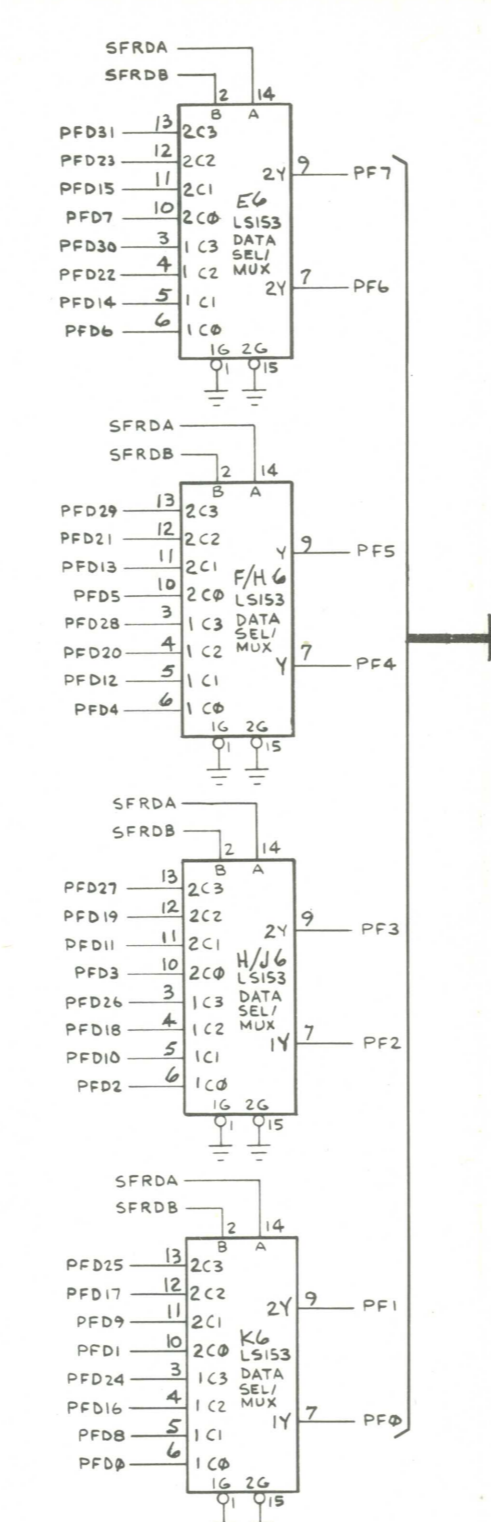 SFRDA
SFRDB
2 14
B A
PFD31 13 2C3
PFD23 12 2C2
PFD15 11 2C1
PFD7 10 2CØ
PFD30 3 1C3
PFD22 4 1C2
PFD14 5 1C1
PFD6 6 1CØ
E6
LS153
DATA
SEL/
MUX
2Y 9 PF7
2Y 7 PF6
1G 2G
1 15
SFRDA
SFRDB
2 14
B A
PFD29 13 2C3
PFD21 12 2C2
PFD13 11 2C1
PFD5 10 2CØ
PFD28 3 1C3
PFD20 4 1C2
PFD12 5 1C1
PFD4 6 1CØ
F/H6
LS153
DATA
SEL/
MUX
Y 9 PF5
Y 7 PF4
1G 2G
1 15
SFRDA
SFRDB
2 14
B A
PFD27 13 2C3
PFD19 12 2C2
PFD11 11 2C1
PFD3 10 2CØ
PFD26 3 1C3
PFD18 4 1C2
PFD10 5 1C1
PFD2 6 1CØ
H/J6
LS153
DATA
SEL/
MUX
2Y 9 PF3
1Y 7 PF2
1G 2G
1 15
SFRDA
SFRDB
2 14
B A
PFD25 13 2C3
PFD17 12 2C2
PFD9 11 2C1
PFD1 10 2CØ
PFD24 3 1C3
PFD16 4 1C2
PFD8 5 1C1
PFDØ 6 1CØ
K6
LS153
DATA
SEL/
MUX
2Y 9 PF1
1Y 7 PFØ
1G 2G
1 15